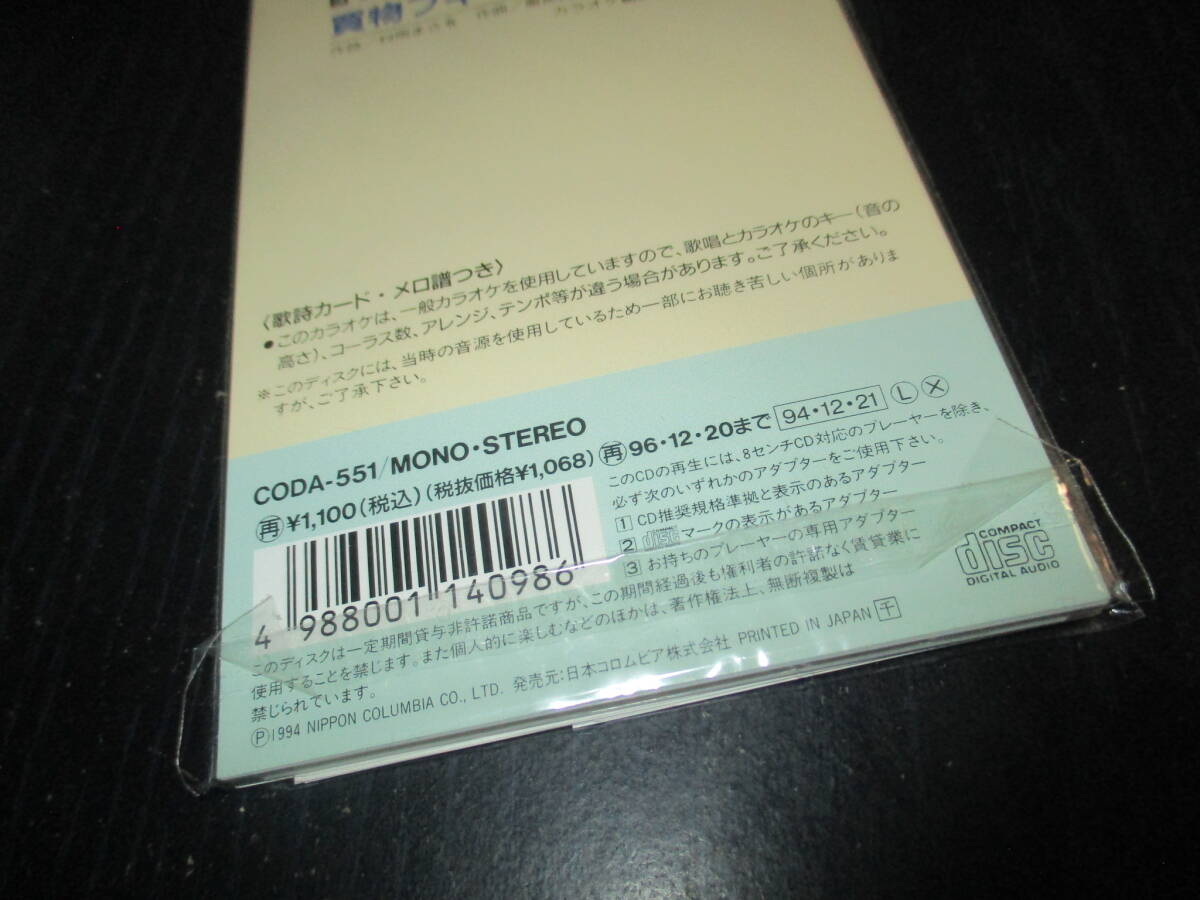 買物ブギ
カラオケ
〈歌詩カード・メロ譜つき〉
●このカラオケは、一般カラオケを使用していますので、歌唱とカラオケのキー（音の
高さ）、コーラス数、アレンジ、テンポ等が違う場合があります。ご了承ください。
※このディスクには、当時の音源を使用しているため一部にお聴き苦しい個所がありま
すが、ご了承下さい。
CODA-551/MONO・STEREO
再¥1,100(税込)(税抜価格¥1,068) 再96・12・20まで 94・12・21 L X
このCDの再生には、8センチCD対応のプレーヤーを除き、
必ず次のいずれかのアダプターをご使用下さい。
1 CD推奨規格準拠と表示のあるアダプター
2 disc マークの表示があるアダプター
3 お持ちのプレーヤーの専用アダプター
4 988001 140986
COMPACT
disc
DIGITAL AUDIO
このディスクは一定期間貸与非許諾商品ですが、この期間経過後も権利者の許諾なく賃貸業に
使用することを禁じます。また個人的に楽しむなどのほかは、著作権法上、無断複製は
禁じられています。
Ⓟ1994 NIPPON COLUMBIA CO., LTD. 発売元:日本コロムビア株式会社 PRINTED IN JAPAN 千